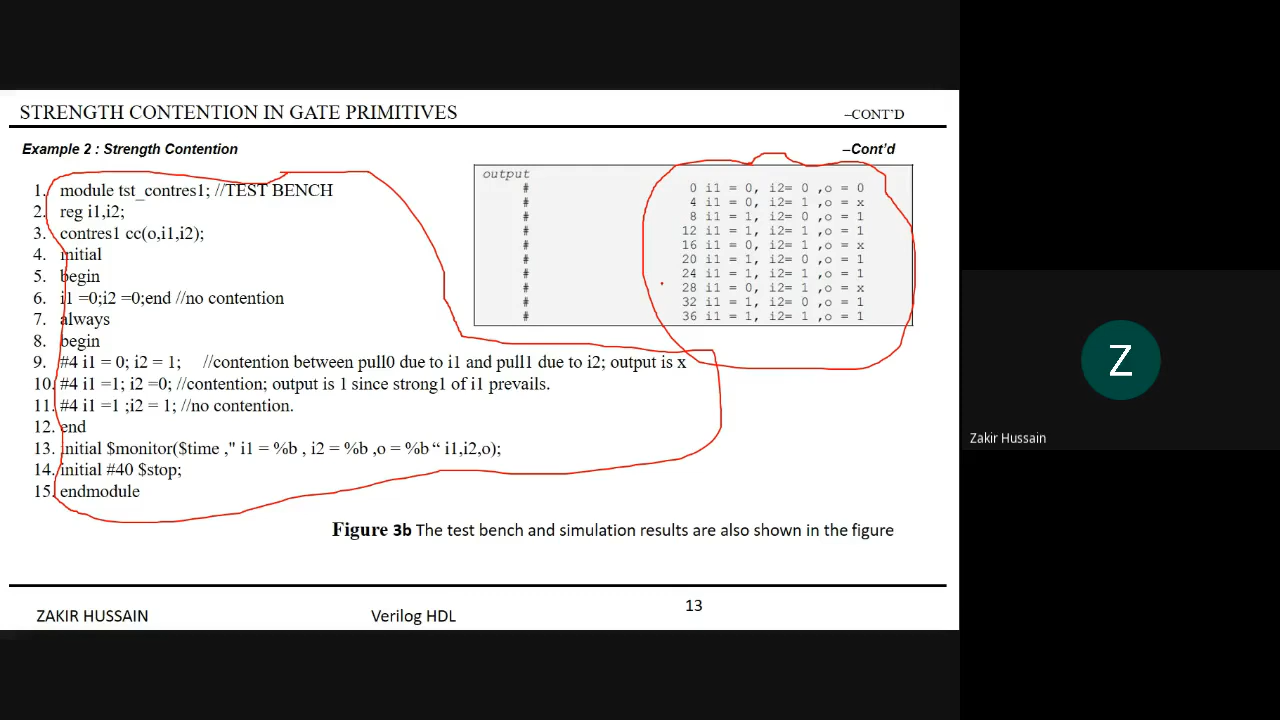 STRENGTH CONTENTION IN GATE PRIMITIVES
–CONT'D
Example 2 : Strength Contention
–Cont'd
1. module tst_contres1; //TEST BENCH
2. reg i1,i2;
3. contres1 cc(o,i1,i2);
4. initial
5. begin
6. i1 =0;i2 =0;end //no contention
7. always
8. begin
9. #4 i1 = 0; i2 = 1; //contention between pull0 due to i1 and pull1 due to i2; output is x
10. #4 i1 =1; i2 =0; //contention; output is 1 since strong1 of i1 prevails.
11. #4 i1 =1 ;i2 = 1; //no contention.
12. end
13. initial $monitor($time ," i1 = %b , i2 = %b ,o = %b “ i1,i2,o);
14. initial #40 $stop;
15. endmodule
output
# 0 i1 = 0, i2= 0 ,o = 0
# 4 i1 = 0, i2= 1 ,o = x
# 8 i1 = 1, i2= 0 ,o = 1
# 12 i1 = 1, i2= 1 ,o = 1
# 16 i1 = 0, i2= 1 ,o = x
# 20 i1 = 1, i2= 0 ,o = 1
# 24 i1 = 1, i2= 1 ,o = 1
# 28 i1 = 0, i2= 1 ,o = x
# 32 i1 = 1, i2= 0 ,o = 1
# 36 i1 = 1, i2= 1 ,o = 1
Figure 3b The test bench and simulation results are also shown in the figure
ZAKIR HUSSAIN
Verilog HDL
13
Z
Zakir Hussain